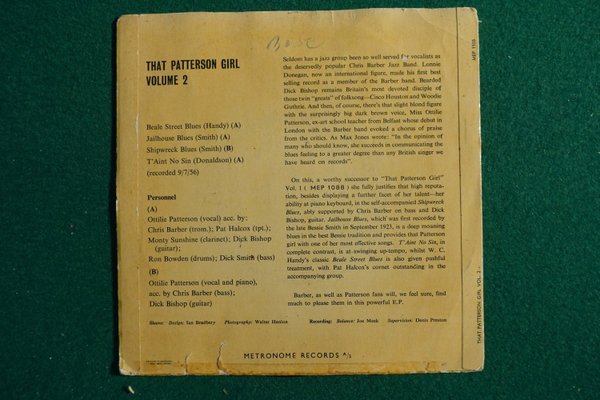 BOSC
THAT PATTERSON GIRL
VOLUME 2
Beale Street Blues (Handy) (A)
Jailhouse Blues (Smith) (A)
Shipwreck Blues (Smith) (B)
T'Aint No Sin (Donaldson) (A)
(recorded 9/7/56)
Personnel
(A)
Ottilie Patterson (vocal) acc. by:
Chris Barber (trom.); Pat Halcox (tpt.);
Monty Sunshine (clarinet); Dick Bishop
(guitar);
Ron Bowden (drums); Dick Smith (bass)
(B)
Ottilie Patterson (vocal and piano),
acc. by Chris Barber (bass);
Dick Bishop (guitar)
Seldom has a jazz group been so well served for vocalists as
the deservedly popular Chris Barber Jazz Band. Lonnie
Donegan, now an international figure, made his first best
selling record as a member of the Barber band. Bearded
Dick Bishop remains Britain's most devoted disciple of
those twin "greats" of folksong—Cisco Houston and Woodie
Guthrie. And then, of course, there's that slight blonde figure
with the surprisingly big dark brown voice, Miss Ottilie
Patterson, ex-art school teacher from Belfast whose debut in
London with the Barber band evoked a chorus of praise
from the critics. As Max Jones wrote: "In the opinion of
many who should know, she succeeds in communicating the
blues feeling to a greater degree than any British singer we
have heard on records".
On this, a worthy successor to "That Patterson Girl"
Vol. 1 ( MEP 1088 ) she fully justifies that high reputa-
tion, besides displaying a further facet of her talent—her
ability at piano keyboard, in the self-accompanied Shipwreck
Blues, ably supported by Chris Barber on bass and Dick
Bishop, guitar. Jailhouse Blues, which was first recorded by
the late Bessie Smith in September 1923, is a deep moaning
blues in the best Bessie tradition and provides that Patterson
girl with one of her most effective songs. T'Aint No Sin, in
complete contrast, is at-swinging up-tempo, whilst W. C.
Handy's classic Beale Street Blues is also given pushful
treatment, with Pat Halcox's cornet outstanding in the
accompanying group.
Barber, as well as Patterson fans will, we feel sure, find
much to please them in this powerful E.P.
Sleeve: Design: Ian Bradbery Photography: Walter Hanlon Recording: Balance: Joe Meek Supervision: Denis Preston
METRONOME RECORDS A/S
MEP 1105
THAT PATTERSON GIRL VOL. 2